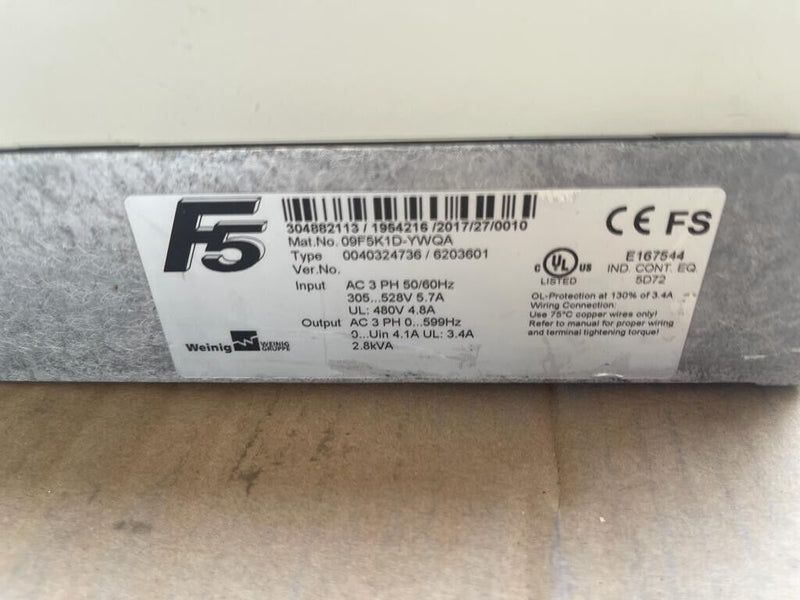 F5
304882113 / 1954216 /2017/27/0010
Mat.No. 09F5K1D-YWQA
Type 0040324736 / 6203601
Ver.No.
Input AC 3 PH 50/60Hz
305...528V 5.7A
UL: 480V 4.8A
Output AC 3 PH 0...599Hz
0...Uin 4.1A UL: 3.4A
2.8kVA
Weinig WEINIG GRUPPE
CE FS
C UL US
LISTED
E167544
IND. CONT. EQ.
5D72
OL-Protection at 130% of 3.4A
Wiring Connection:
Use 75°C copper wires only!
Refer to manual for proper wiring
and terminal tightening torque!